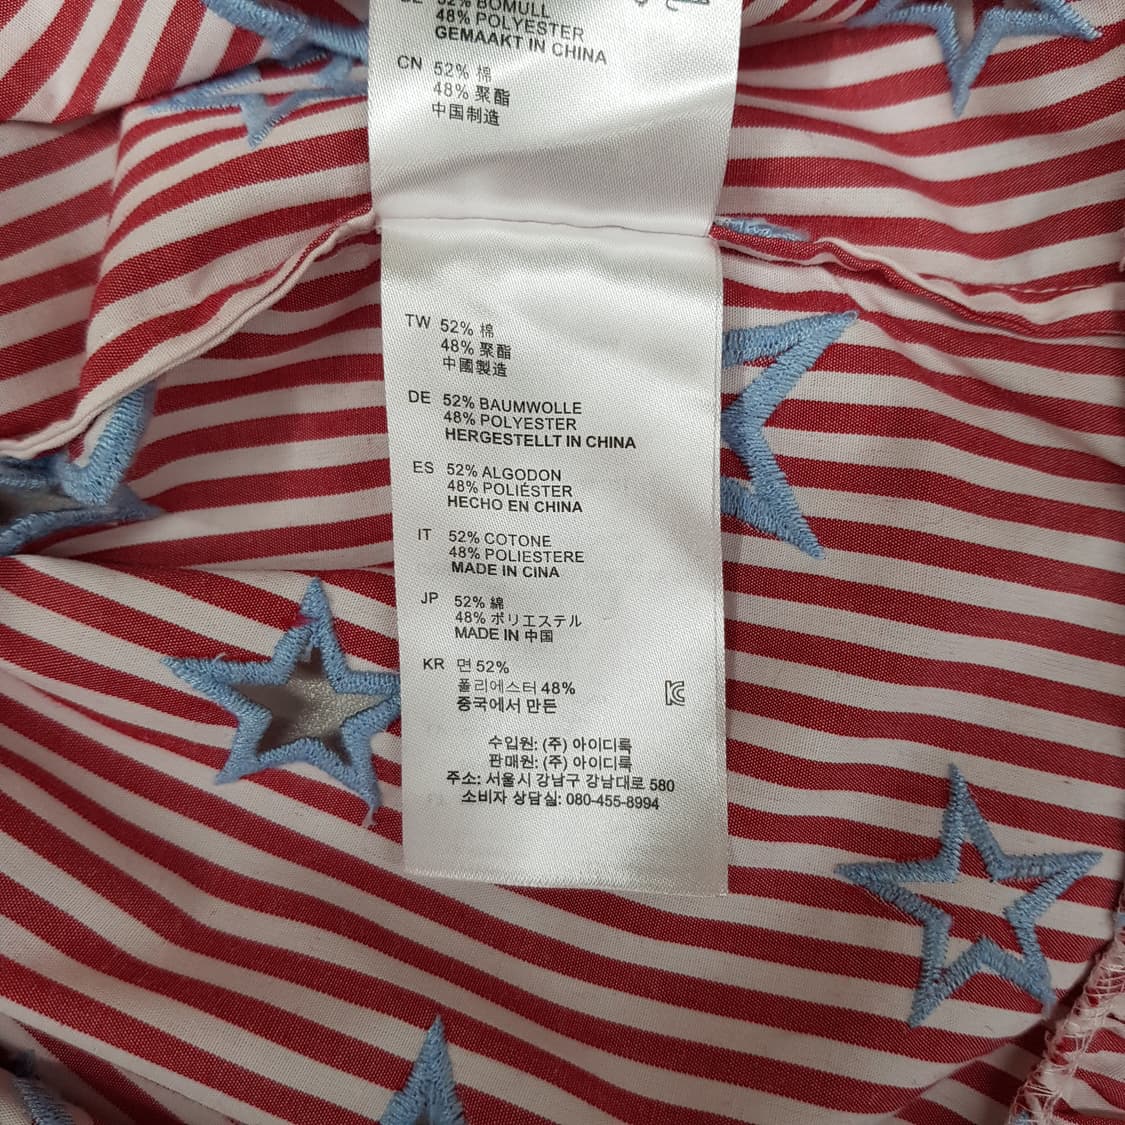 52% BOMULL
48% POLYESTER
GEMAAKT IN CHINA
CN 52% 棉
48% 聚酯
中国制造
TW 52% 棉
48% 聚酯
中國製造
DE 52% BAUMWOLLE
48% POLYESTER
HERGESTELLT IN CHINA
ES 52% ALGODON
48% POLIÉSTER
HECHO EN CHINA
IT 52% COTONE
48% POLIESTERE
MADE IN CINA
JP 52% 綿
48% ポリエステル
MADE IN 中国
KR 면 52%
폴리에스터 48%
중국에서 만든
수입원: (주) 아이디룩
판매원: (주) 아이디룩
주소: 서울시 강남구 강남대로 580
소비자 상담실: 080-455-8994